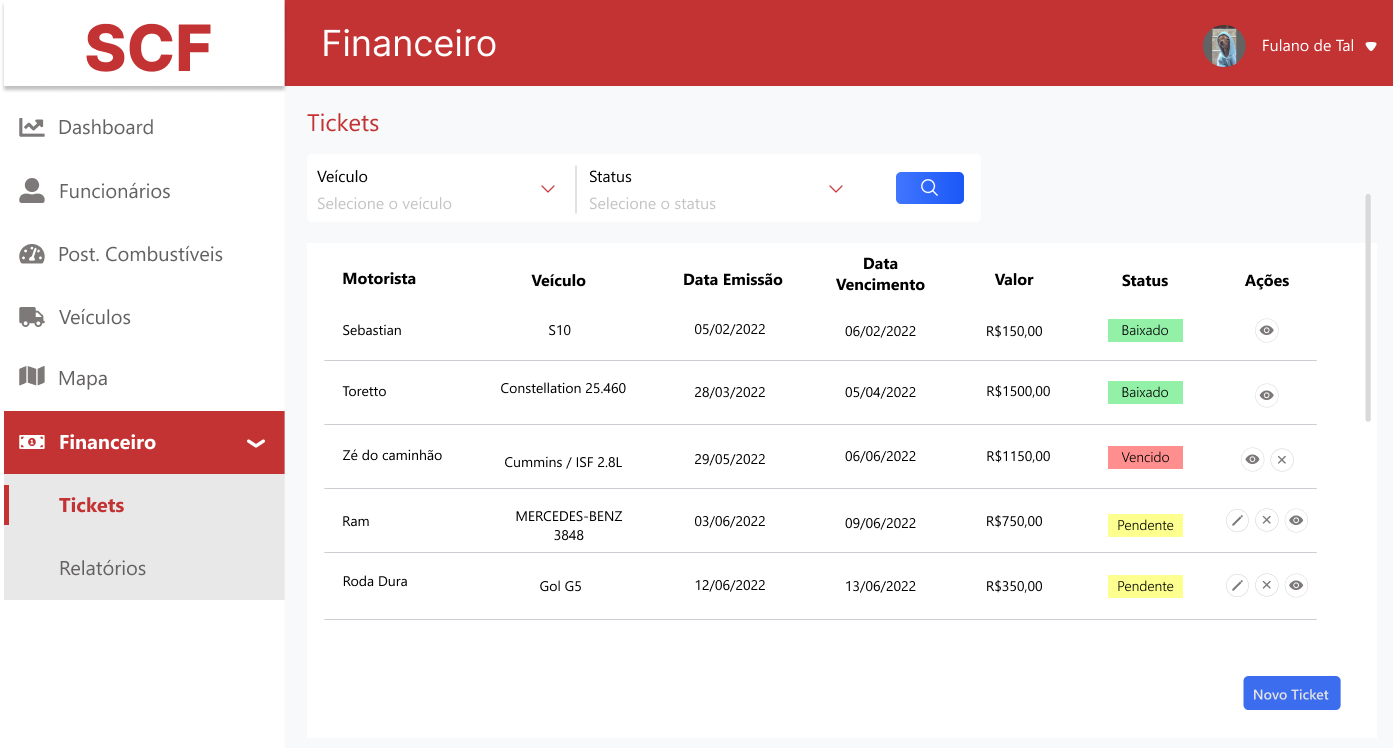 SCF
Financeiro
Fulano de Tal
Dashboard
Funcionários
Post. Combustíveis
Veículos
Mapa
Financeiro
Tickets
Relatórios
Tickets
Veículo
Selecione o veículo
Status
Selecione o status
Motorista Veículo Data Emissão Data Vencimento Valor Status Ações
Sebastian S10 05/02/2022 06/02/2022 R$150,00 Baixado
Toretto Constellation 25.460 28/03/2022 05/04/2022 R$1500,00 Baixado
Zé do caminhão Cummins / ISF 2.8L 29/05/2022 06/06/2022 R$1150,00 Vencido
Ram MERCEDES-BENZ 3848 03/06/2022 09/06/2022 R$750,00 Pendente
Roda Dura Gol G5 12/06/2022 13/06/2022 R$350,00 Pendente
Novo Ticket